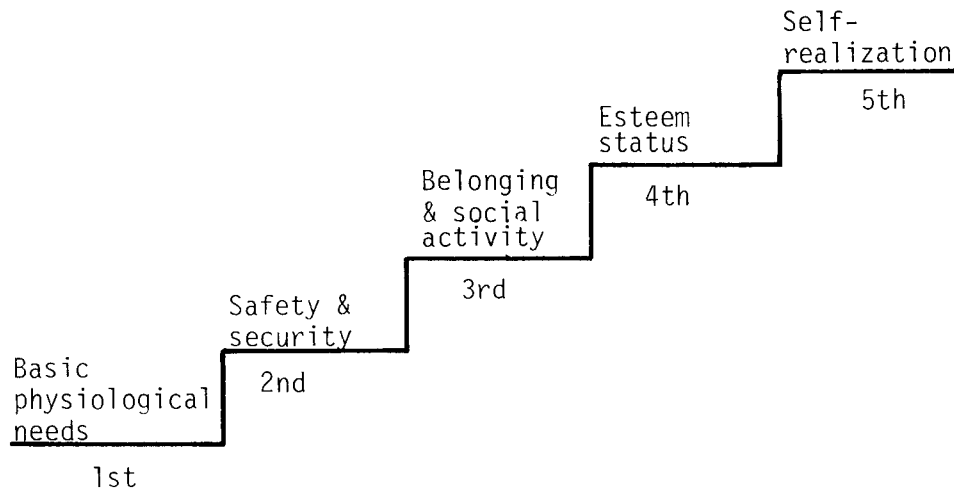 Self-
realization
5th
Esteem
status
4th
Belonging
& social
activity
3rd
Safety &
security
2nd
Basic
physiological
needs
1st